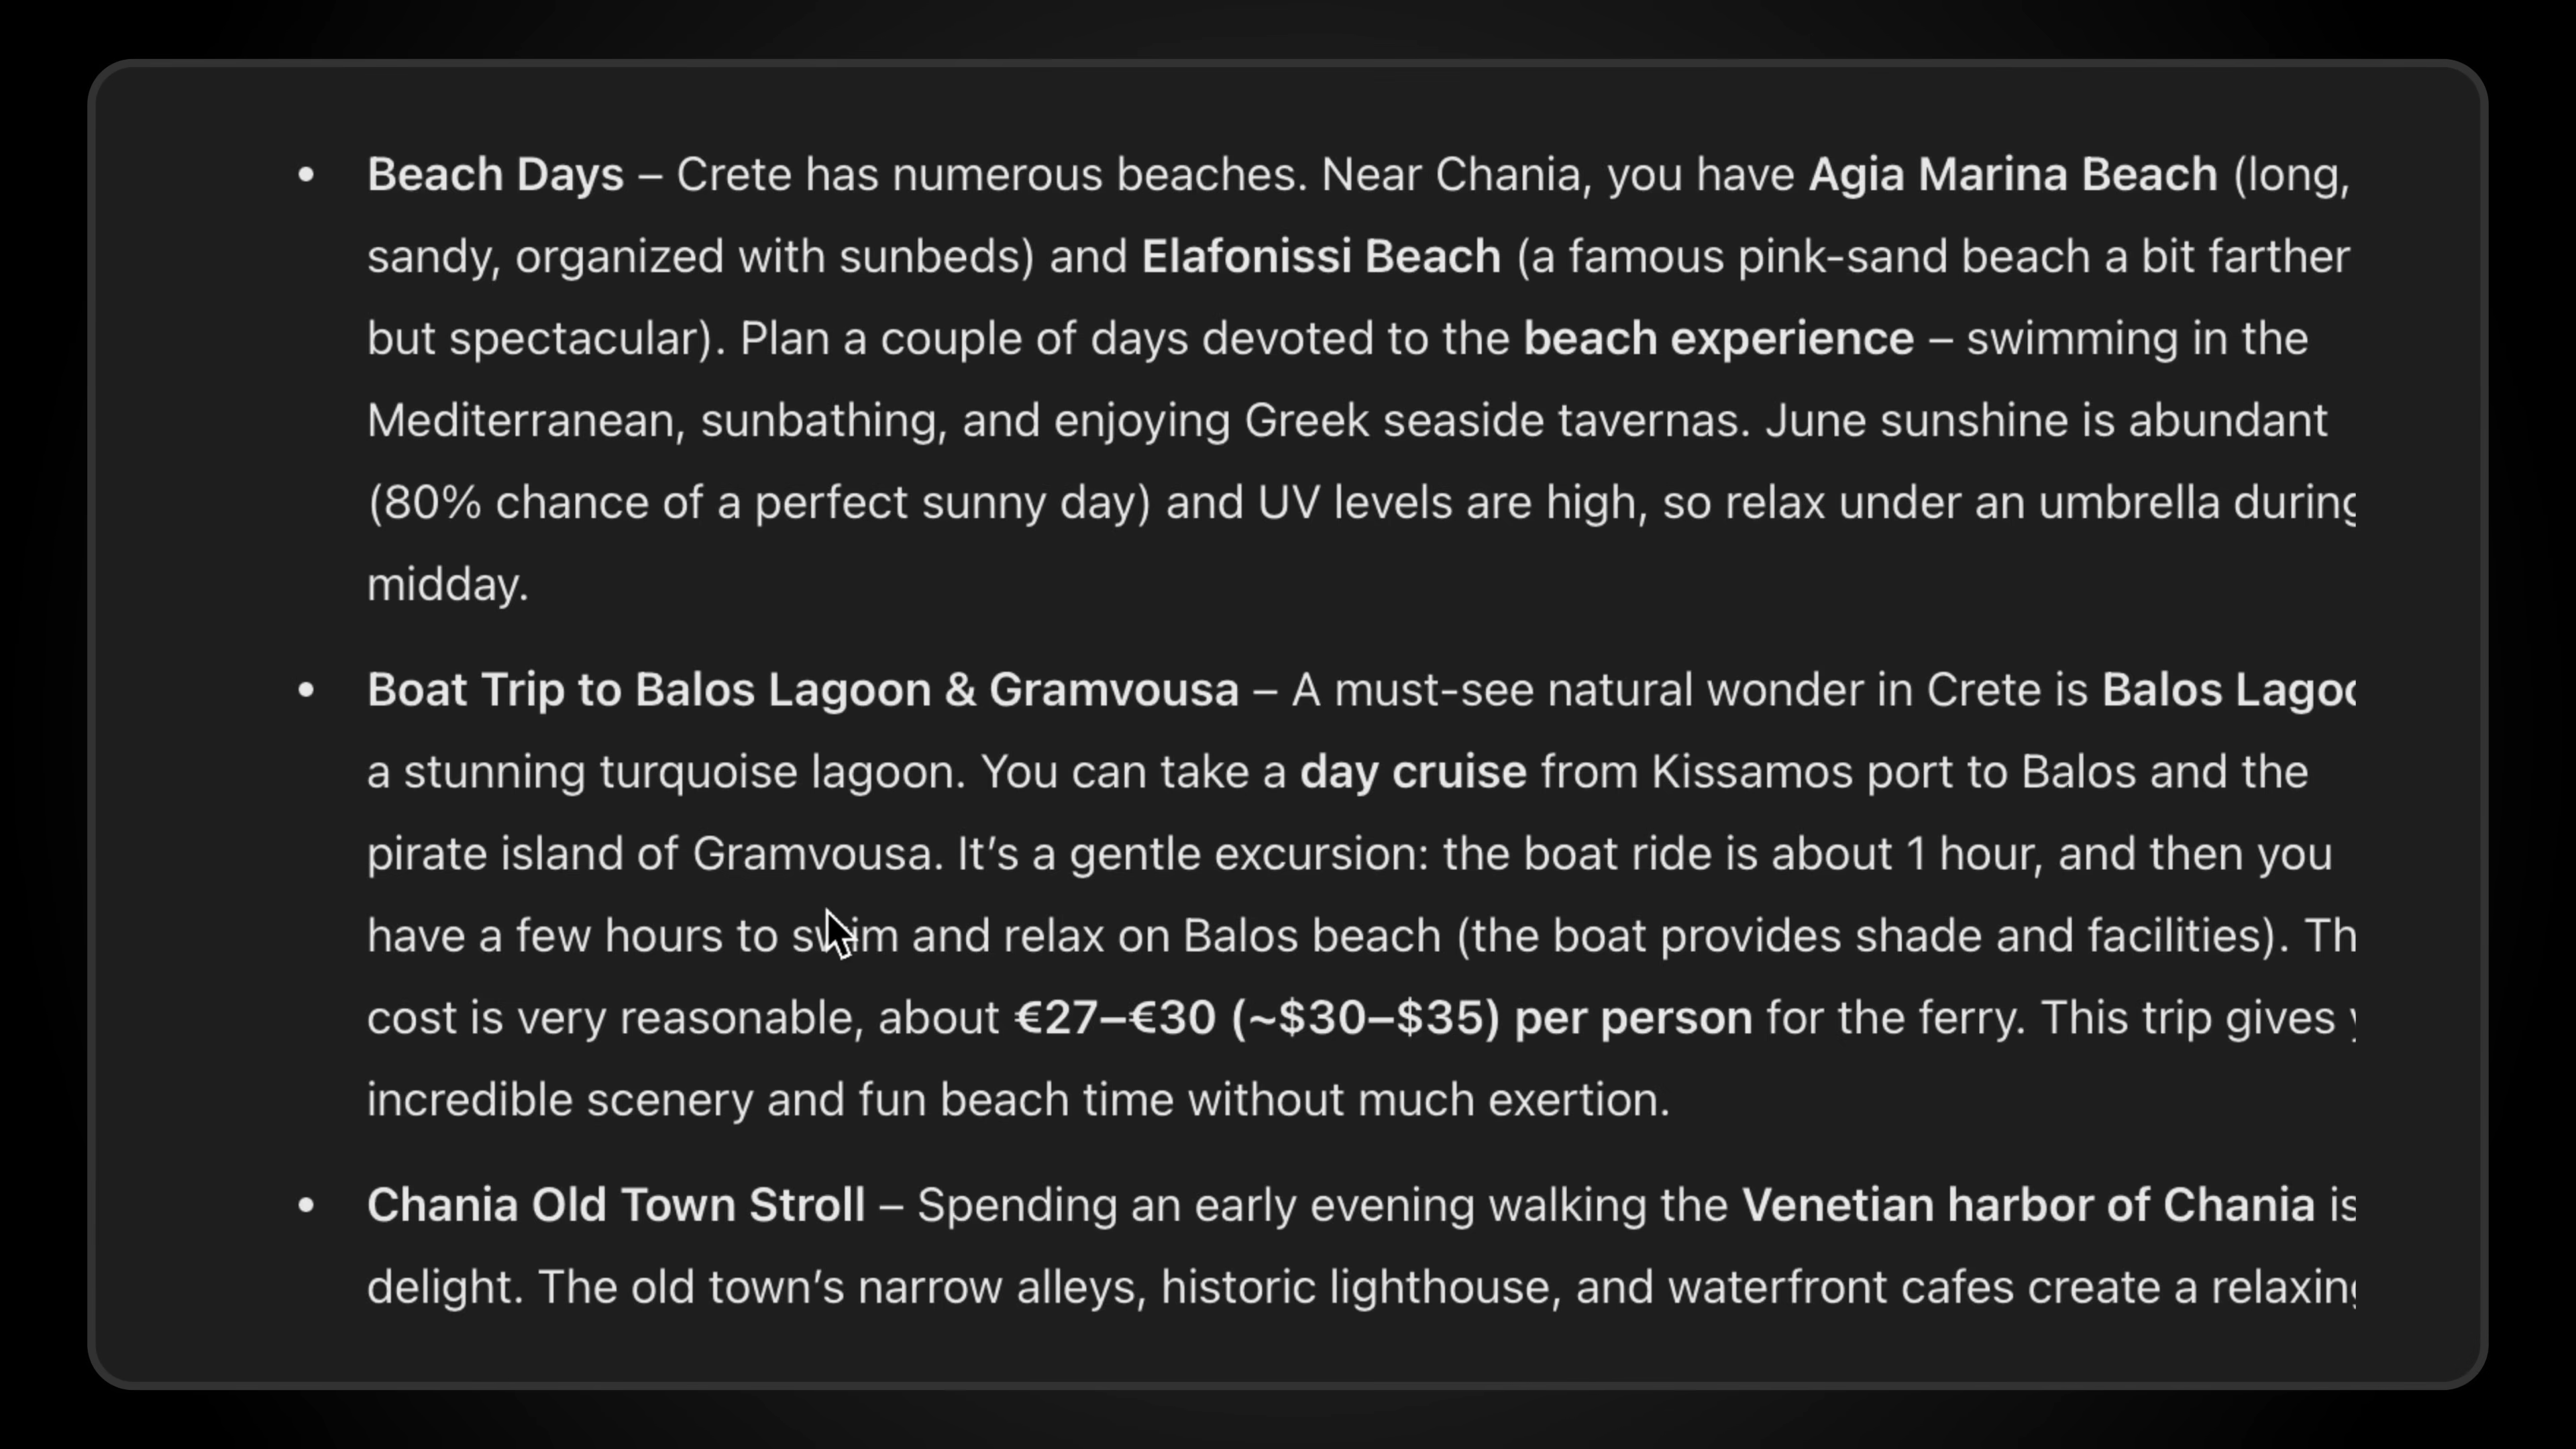 • Beach Days – Crete has numerous beaches. Near Chania, you have Agia Marina Beach (long,
sandy, organized with sunbeds) and Elafonissi Beach (a famous pink-sand beach a bit farther
but spectacular). Plan a couple of days devoted to the beach experience – swimming in the
Mediterranean, sunbathing, and enjoying Greek seaside tavernas. June sunshine is abundant
(80% chance of a perfect sunny day) and UV levels are high, so relax under an umbrella during
midday.
• Boat Trip to Balos Lagoon & Gramvousa – A must-see natural wonder in Crete is Balos Lagoo
a stunning turquoise lagoon. You can take a day cruise from Kissamos port to Balos and the
pirate island of Gramvousa. It’s a gentle excursion: the boat ride is about 1 hour, and then you
have a few hours to swim and relax on Balos beach (the boat provides shade and facilities). Th
cost is very reasonable, about €27–€30 (~$30–$35) per person for the ferry. This trip gives y
incredible scenery and fun beach time without much exertion.
• Chania Old Town Stroll – Spending an early evening walking the Venetian harbor of Chania is
delight. The old town’s narrow alleys, historic lighthouse, and waterfront cafes create a relaxing